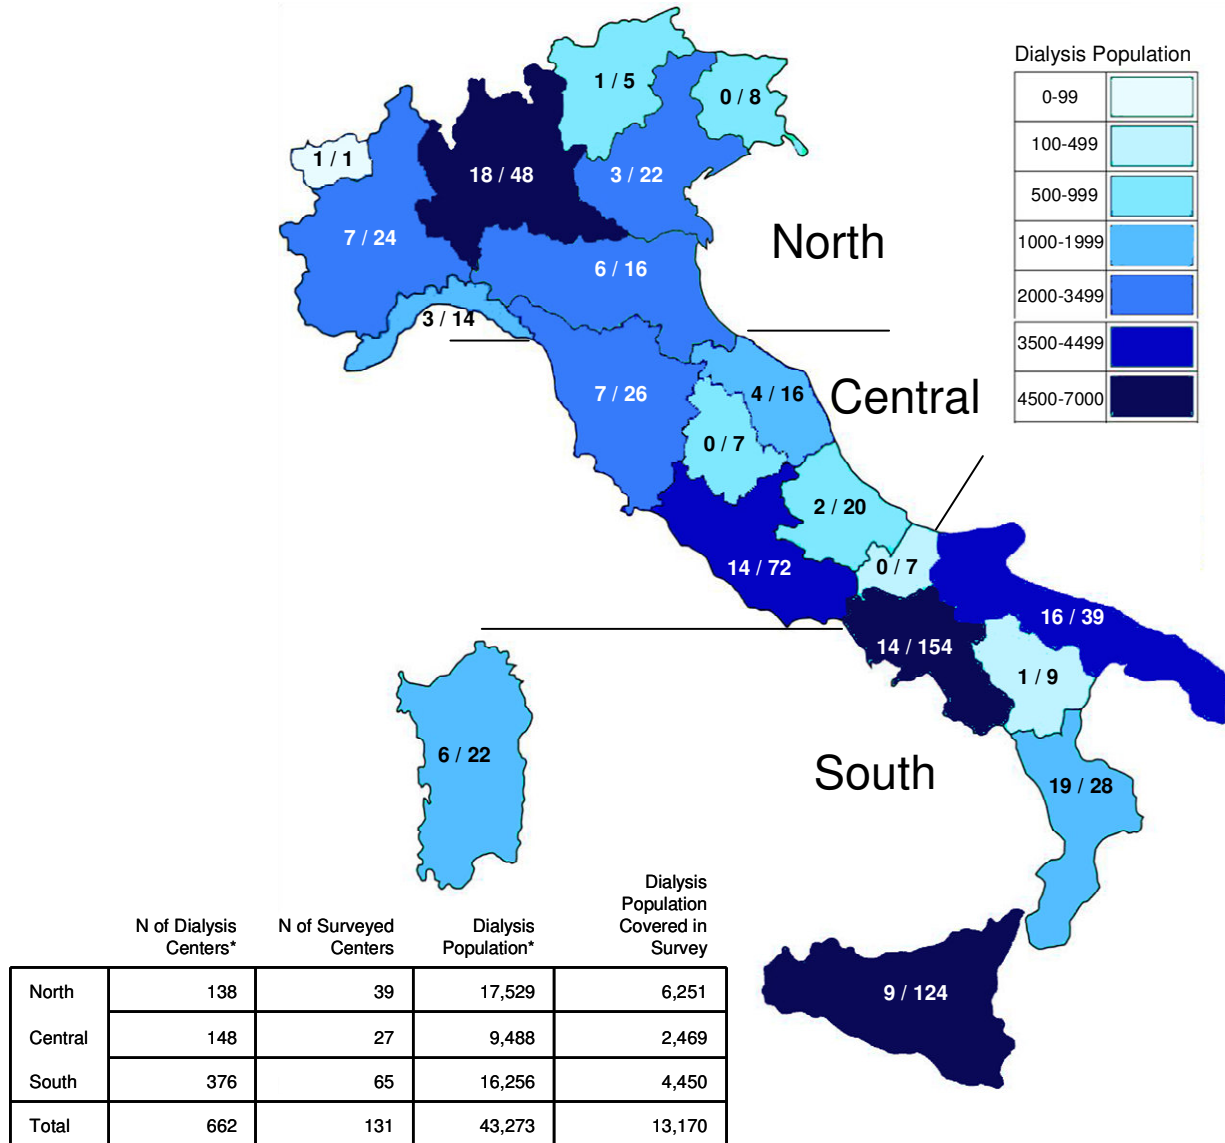 Dialysis Population
0-99
100-499
500-999
1000-1999
2000-3499
3500-4499
4500-7000
1 / 5
0 / 8
1 / 1
18 / 48
3 / 22
7 / 24
North
6 / 16
3 / 14
7 / 26
4 / 16
Central
0 / 7
2 / 20
14 / 72
0 / 7
16 / 39
14 / 154
1 / 9
6 / 22
South
19 / 28
9 / 124
N of Dialysis Centers*
N of Surveyed Centers
Dialysis Population*
Dialysis Population Covered in Survey
North 138 39 17,529 6,251
Central 148 27 9,488 2,469
South 376 65 16,256 4,450
Total 662 131 43,273 13,170